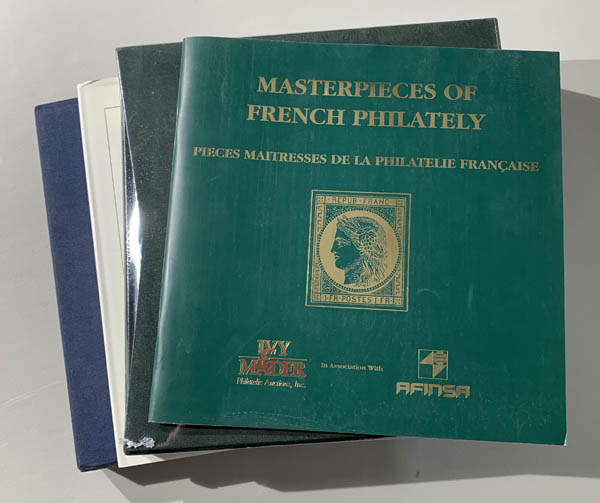 MASTERPIECES OF
FRENCH PHILATELY
PIECES MAITRESSES DE LA PHILATELIE FRANÇAISE
REPUB·FRANC
1·FR·POSTES·1·FR
IVY
& MADER
Philatelic Auctions, Inc.
In Association With
AFINSA